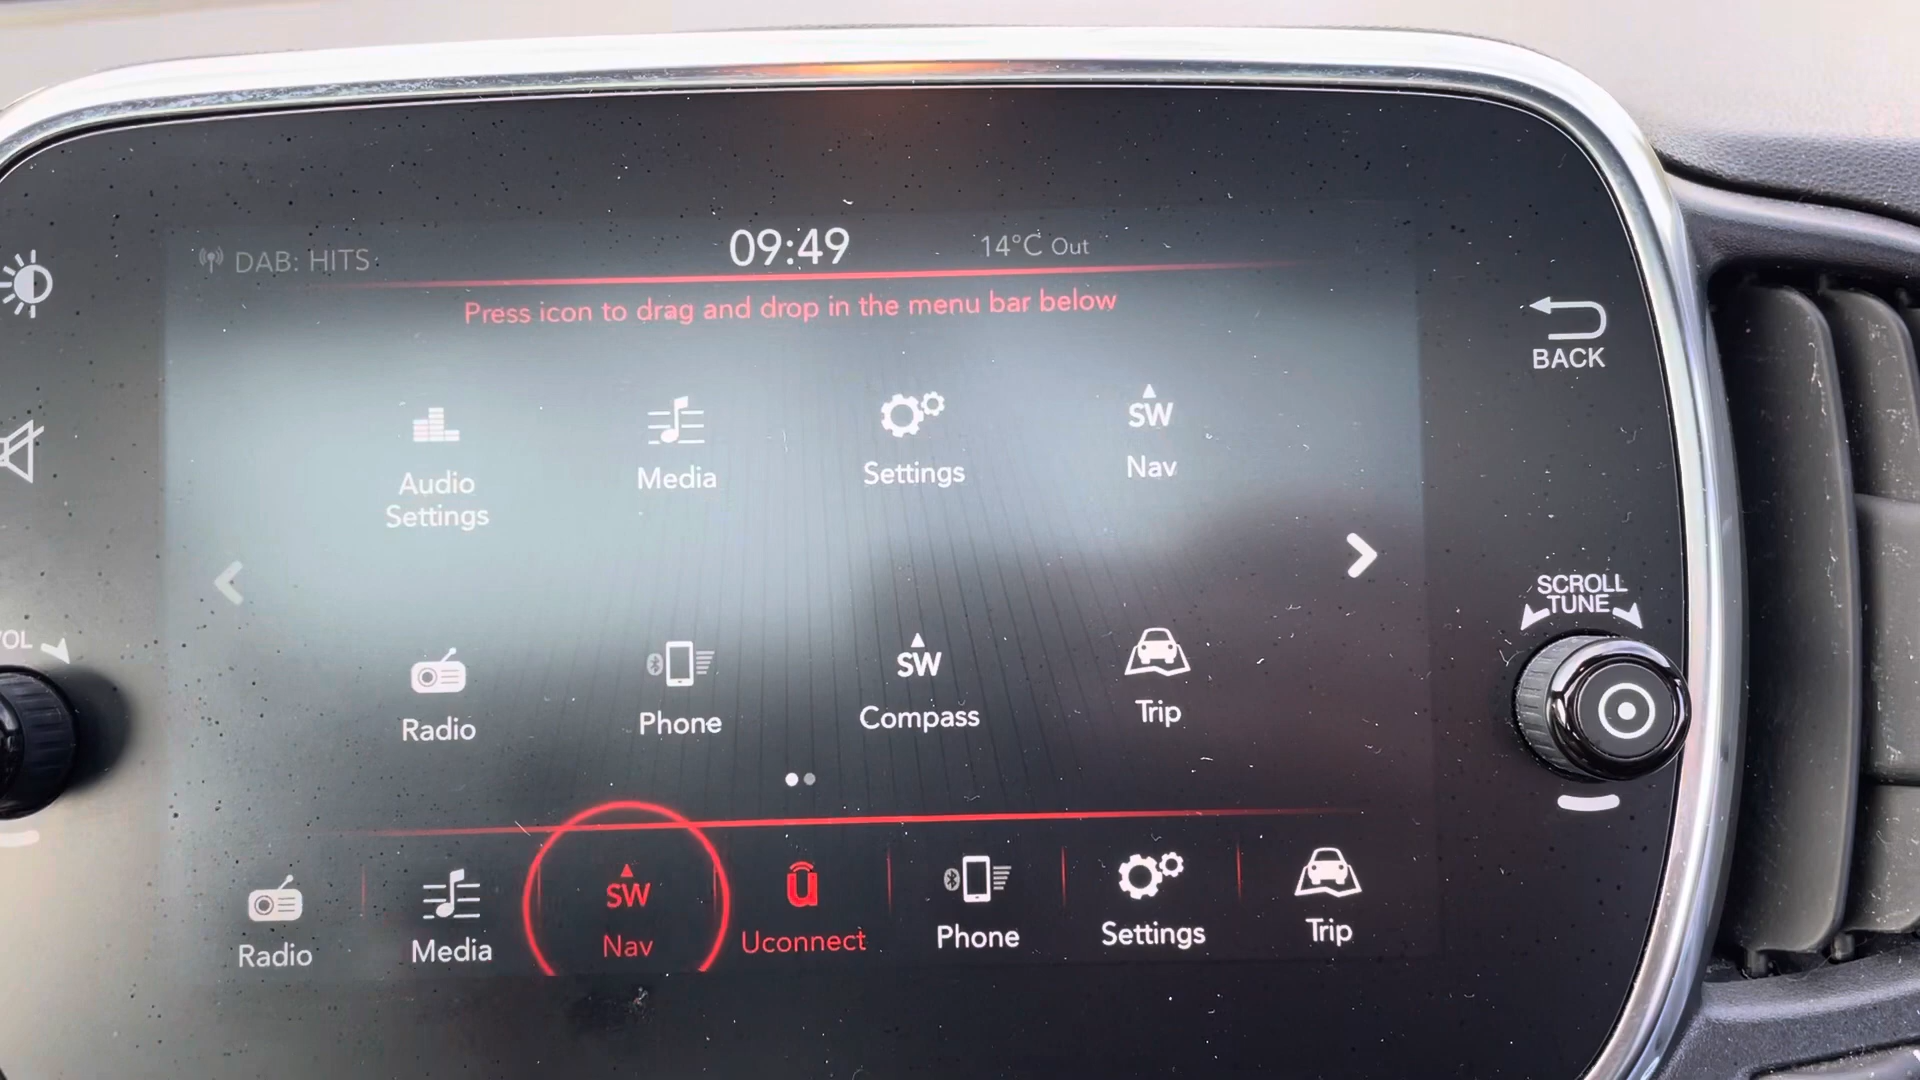 DAB: HITS
09:49
14°C Out
Press icon to drag and drop in the menu bar below
BACK
Audio
Settings
Media
Settings
SW
Nav
SCROLL
TUNE
VOL
Radio
Phone
SW
Compass
Trip
Radio
Media
SW
Nav
Uconnect
Phone
Settings
Trip